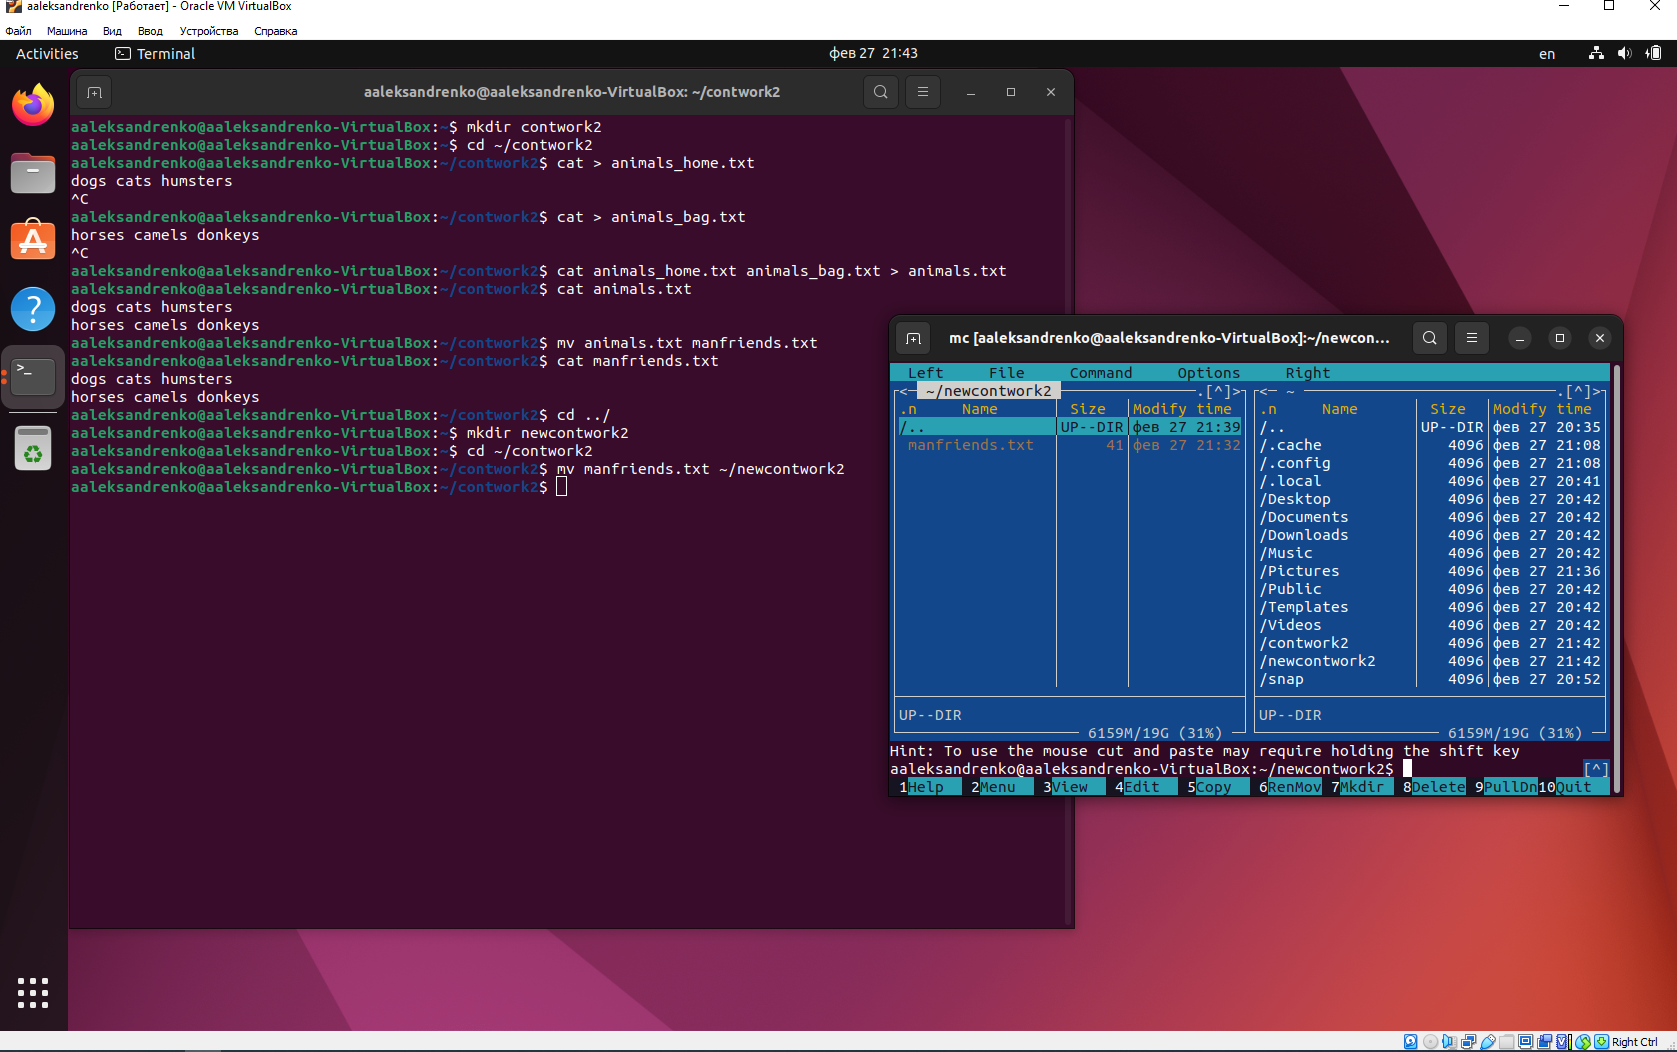 aaleksandrenko [Работает] - Oracle VM VirtualBox
Файл Машина Вид Ввод Устройства Справка
Activities Terminal фев 27 21:43 en
aaleksandrenko@aaleksandrenko-VirtualBox: ~/contwork2
aaleksandrenko@aaleksandrenko-VirtualBox:~$ mkdir contwork2
aaleksandrenko@aaleksandrenko-VirtualBox:~$ cd ~/contwork2
aaleksandrenko@aaleksandrenko-VirtualBox:~/contwork2$ cat > animals_home.txt
dogs cats humsters
^C
aaleksandrenko@aaleksandrenko-VirtualBox:~/contwork2$ cat > animals_bag.txt
horses camels donkeys
^C
aaleksandrenko@aaleksandrenko-VirtualBox:~/contwork2$ cat animals_home.txt animals_bag.txt > animals.txt
aaleksandrenko@aaleksandrenko-VirtualBox:~/contwork2$ cat animals.txt
dogs cats humsters
horses camels donkeys
aaleksandrenko@aaleksandrenko-VirtualBox:~/contwork2$ mv animals.txt manfriends.txt
aaleksandrenko@aaleksandrenko-VirtualBox:~/contwork2$ cat manfriends.txt
dogs cats humsters
horses camels donkeys
aaleksandrenko@aaleksandrenko-VirtualBox:~/contwork2$ cd ../
aaleksandrenko@aaleksandrenko-VirtualBox:~$ mkdir newcontwork2
aaleksandrenko@aaleksandrenko-VirtualBox:~$ cd ~/contwork2
aaleksandrenko@aaleksandrenko-VirtualBox:~/contwork2$ mv manfriends.txt ~/newcontwork2
aaleksandrenko@aaleksandrenko-VirtualBox:~/contwork2$
mc [aaleksandrenko@aaleksandrenko-VirtualBox]:~/newcon...
Left File Command Options Right
<─ ~/newcontwork2 ─.[^]> <─ ~ ─.[^]>
.n Name Size Modify time .n Name Size Modify time
/.. UP--DIR фев 27 21:39 /.. UP--DIR фев 27 20:35
manfriends.txt 41 фев 27 21:32 /.cache 4096 фев 27 21:08
/.config 4096 фев 27 21:08
/.local 4096 фев 27 20:41
/Desktop 4096 фев 27 20:42
/Documents 4096 фев 27 20:42
/Downloads 4096 фев 27 20:42
/Music 4096 фев 27 20:42
/Pictures 4096 фев 27 21:36
/Public 4096 фев 27 20:42
/Templates 4096 фев 27 20:42
/Videos 4096 фев 27 20:42
/contwork2 4096 фев 27 21:42
/newcontwork2 4096 фев 27 21:42
/snap 4096 фев 27 20:52
UP--DIR UP--DIR
6159M/19G (31%) 6159M/19G (31%)
Hint: To use the mouse cut and paste may require holding the shift key
aaleksandrenko@aaleksandrenko-VirtualBox:~/newcontwork2$ [^]
1Help 2Menu 3View 4Edit 5Copy 6RenMov 7Mkdir 8Delete 9PullDn 10Quit
Right Ctrl